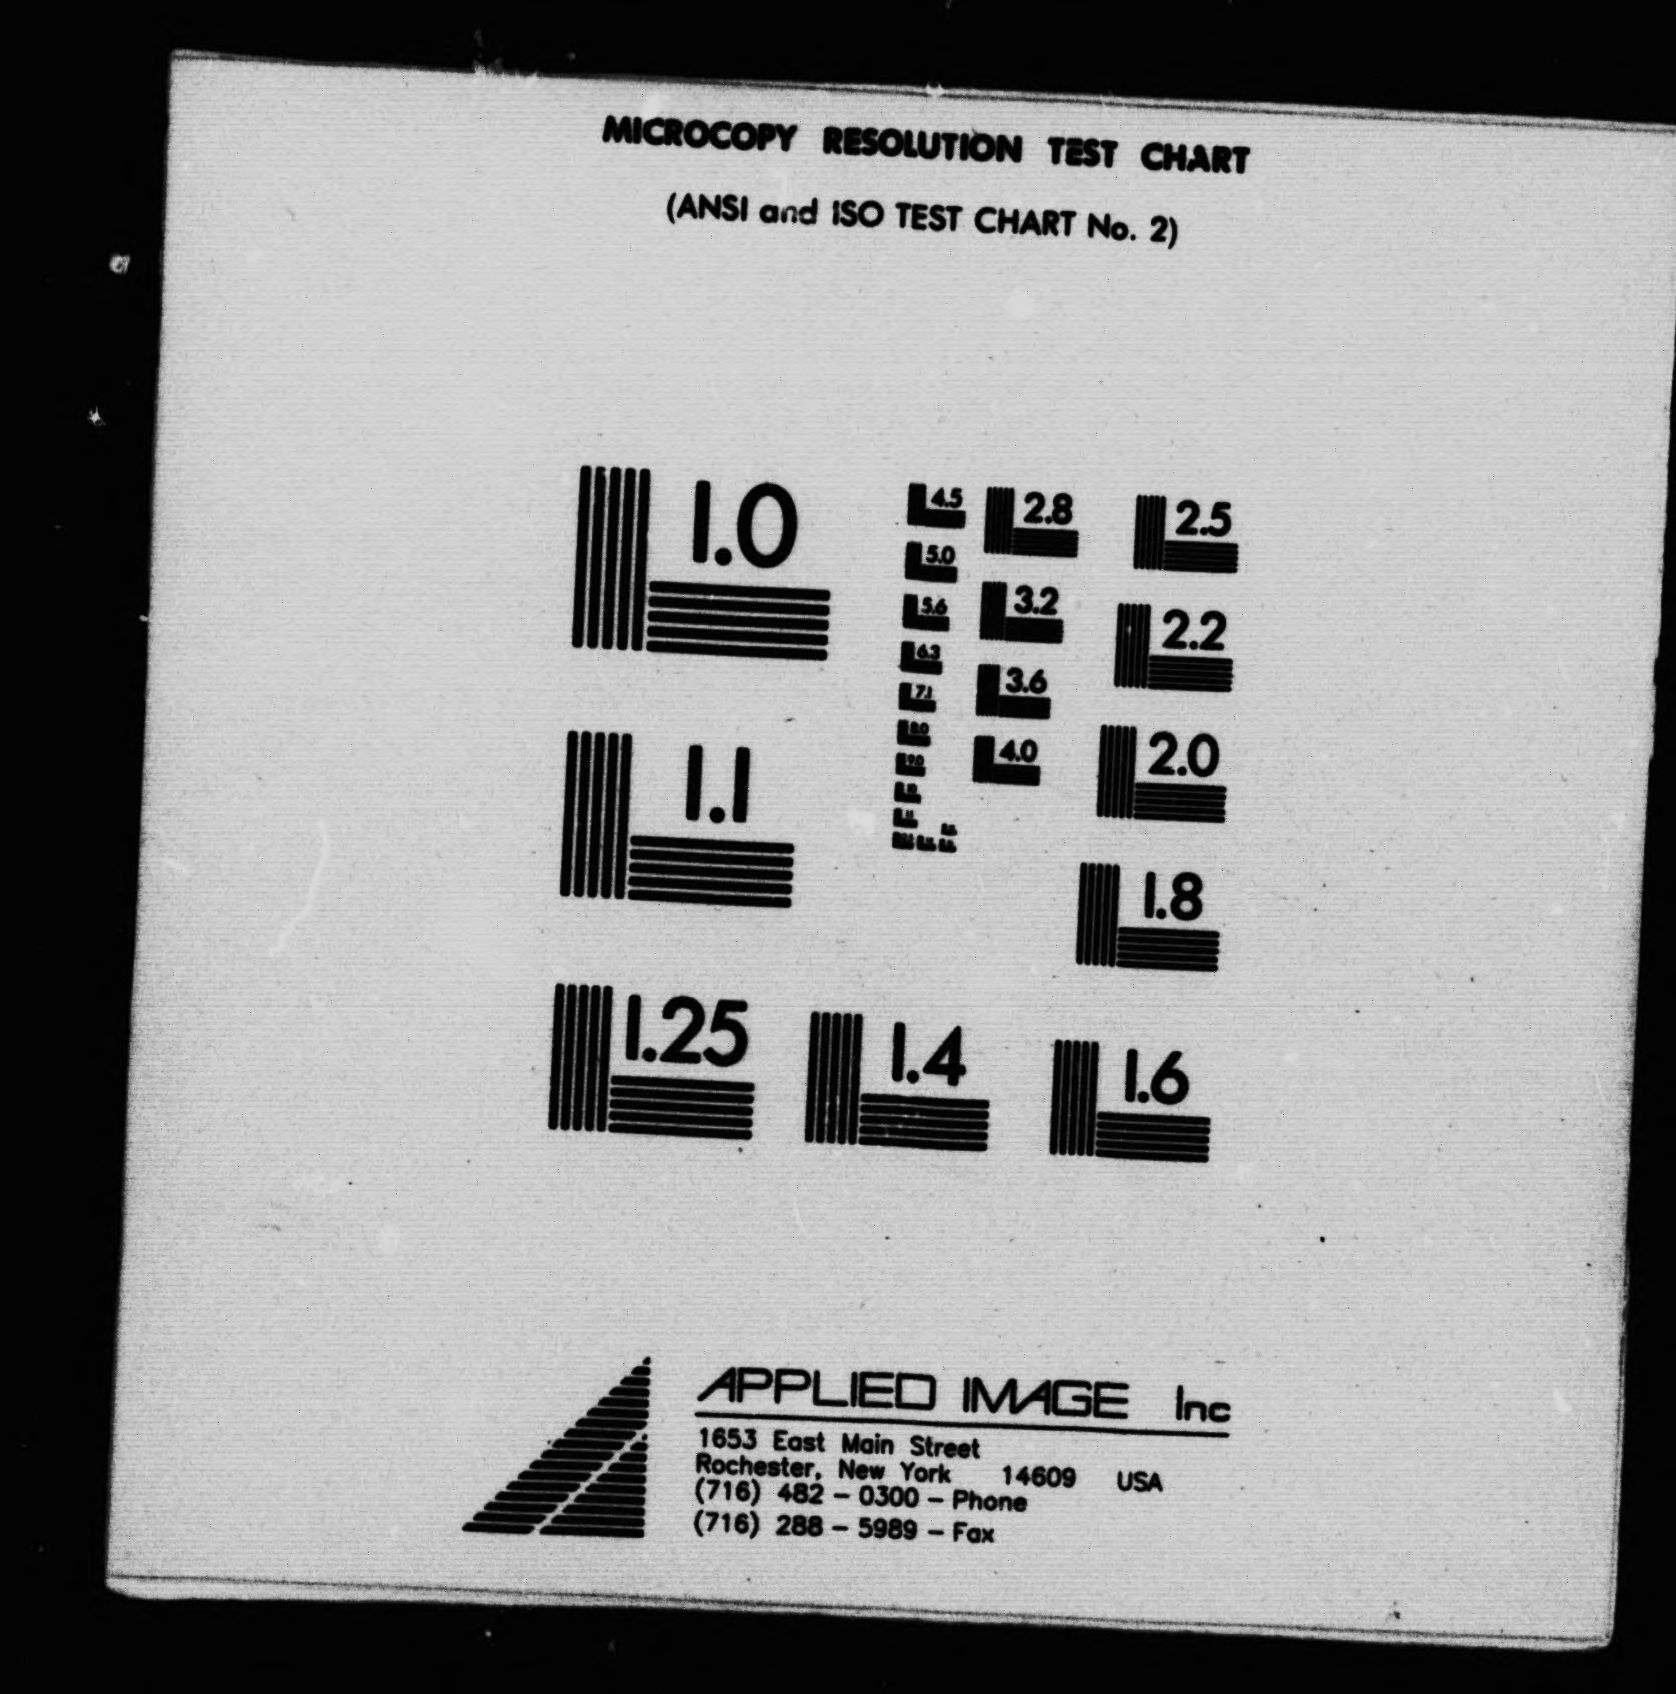 MICROCOPY RESOLUTION TEST CHART
(ANSI and ISO TEST CHART No. 2)
1.0
4.5
2.8
2.5
5.0
3.2
2.2
5.6
6.3
3.6
7.1
8.0
4.0
2.0
9.0
1.1
1.8
1.25
1.4
1.6
APPLIED IMAGE Inc
1653 East Main Street
Rochester, New York 14609 USA
(716) 482 – 0300 – Phone
(716) 288 – 5989 – Fax